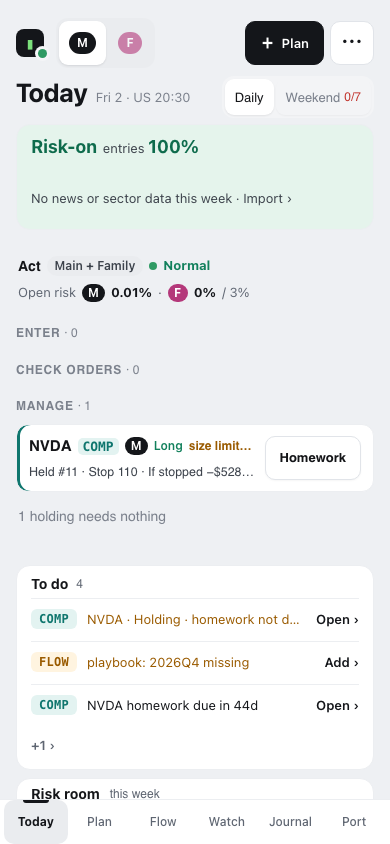 M F + Plan ...
Today Fri 2 · US 20:30 Daily Weekend 0/7
Risk-on entries 100%
No news or sector data this week · Import ›
Act Main + Family Normal
Open risk M 0.01% · F 0% / 3%
ENTER · 0
CHECK ORDERS · 0
MANAGE · 1
NVDA COMP M Long size limit...
Held #11 · Stop 110 · If stopped −$528...
Homework
1 holding needs nothing
To do 4
COMP NVDA · Holding · homework not d... Open ›
FLOW playbook: 2026Q4 missing Add ›
COMP NVDA homework due in 44d Open ›
+1 ›
Risk room this week
Today Plan Flow Watch Journal Port